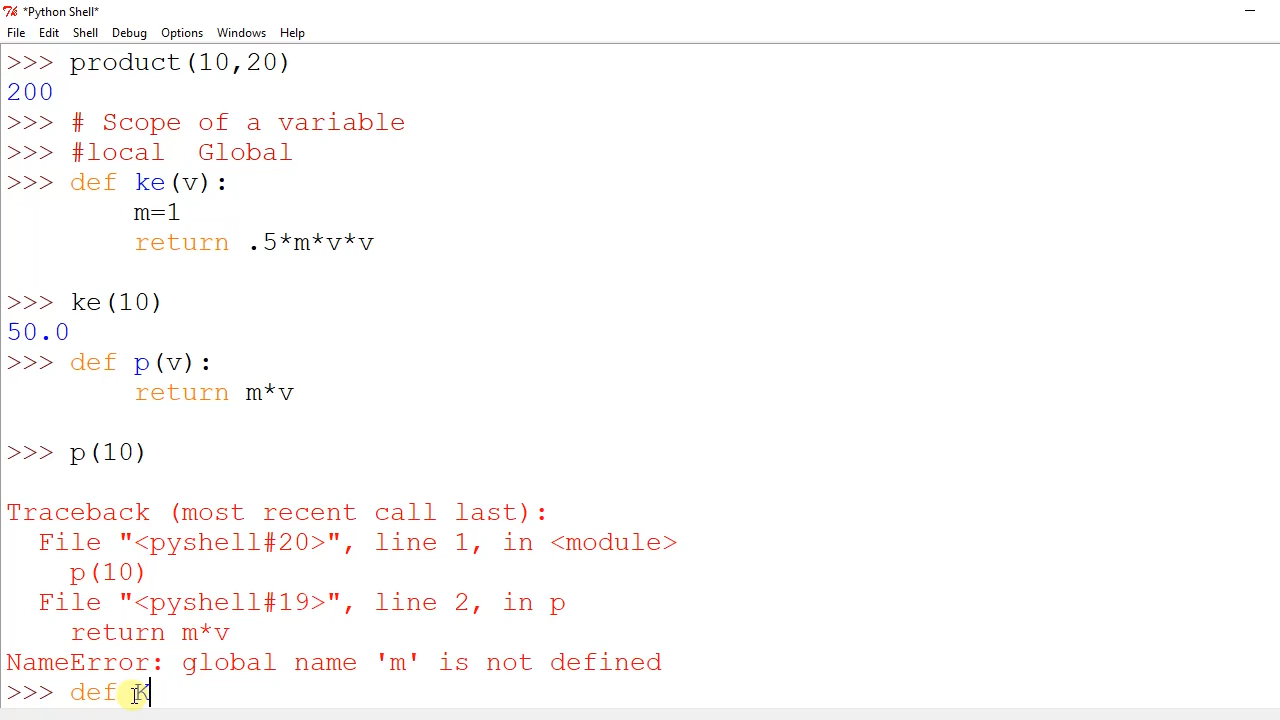 *Python Shell*
File Edit Shell Debug Options Windows Help
>>> product(10,20)
200
>>> # Scope of a variable
>>> #local  Global
>>> def ke(v):
        m=1
        return .5*m*v*v
>>> ke(10)
50.0
>>> def p(v):
        return m*v
>>> p(10)
Traceback (most recent call last):
  File "<pyshell#20>", line 1, in <module>
    p(10)
  File "<pyshell#19>", line 2, in p
    return m*v
NameError: global name 'm' is not defined
>>> def K